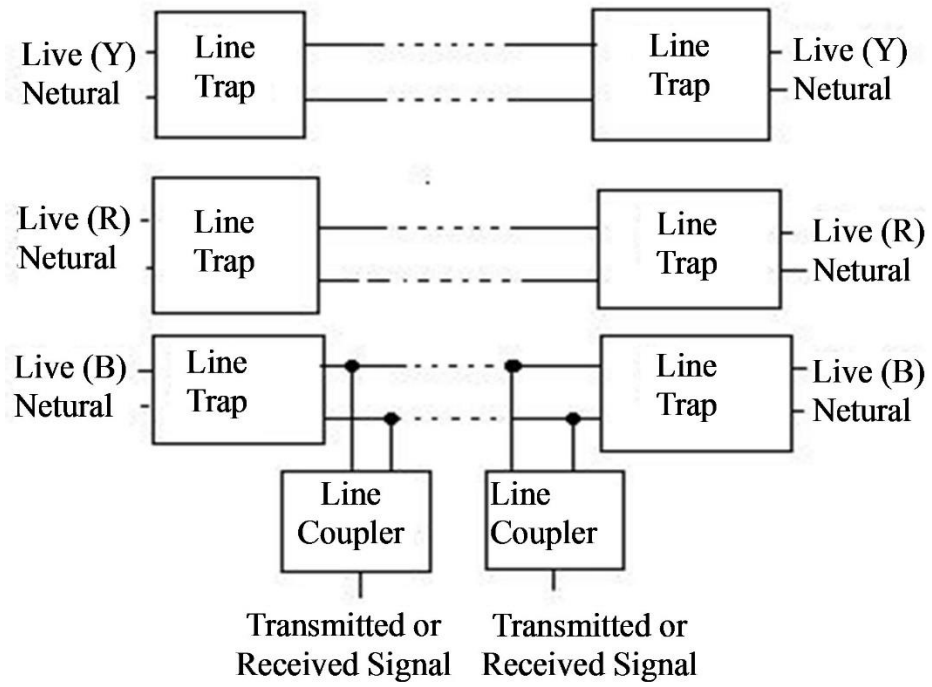 Live (Y)
Netural
Line
Trap
Line
Trap
Live (Y)
Netural
Live (R)
Netural
Line
Trap
Line
Trap
Live (R)
Netural
Live (B)
Netural
Line
Trap
Line
Trap
Live (B)
Netural
Line
Coupler
Line
Coupler
Transmitted or
Received Signal
Transmitted or
Received Signal